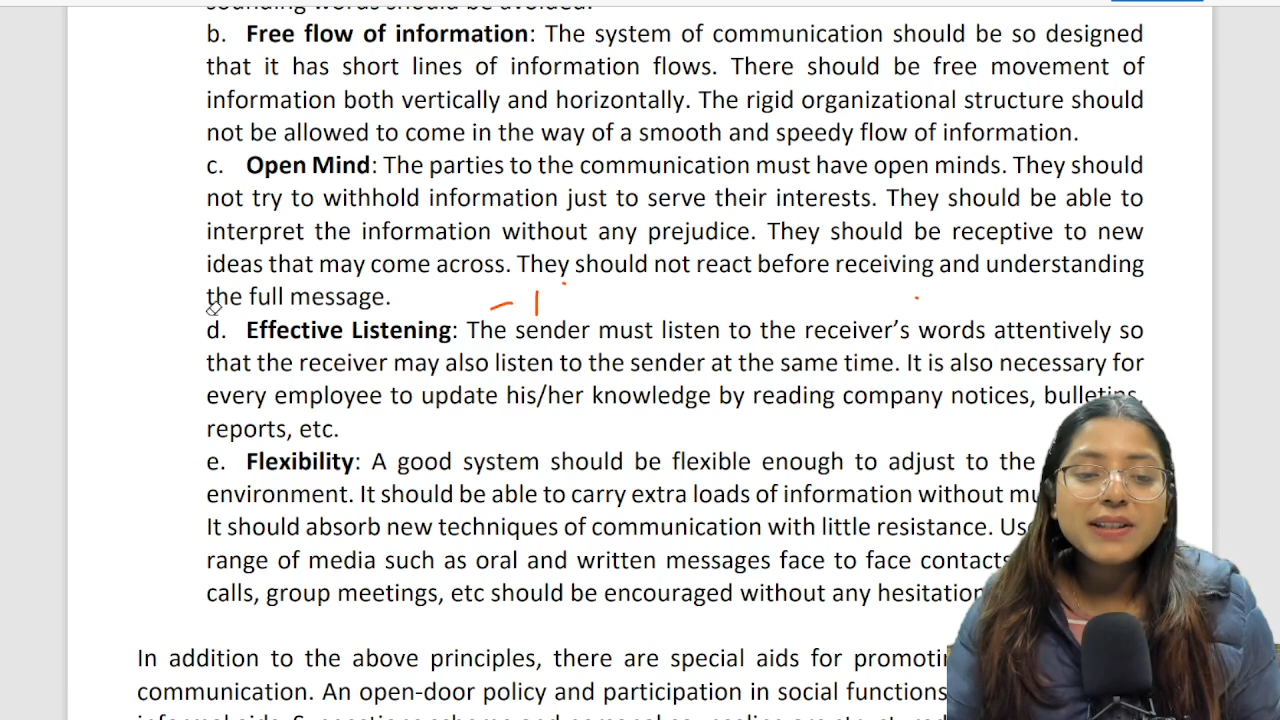 sounding words should be avoided.
b. Free flow of information: The system of communication should be so designed
that it has short lines of information flows. There should be free movement of
information both vertically and horizontally. The rigid organizational structure should
not be allowed to come in the way of a smooth and speedy flow of information.
c. Open Mind: The parties to the communication must have open minds. They should
not try to withhold information just to serve their interests. They should be able to
interpret the information without any prejudice. They should be receptive to new
ideas that may come across. They should not react before receiving and understanding
the full message.
d. Effective Listening: The sender must listen to the receiver’s words attentively so
that the receiver may also listen to the sender at the same time. It is also necessary for
every employee to update his/her knowledge by reading company notices, bulletins,
reports, etc.
e. Flexibility: A good system should be flexible enough to adjust to the
environment. It should be able to carry extra loads of information without
It should absorb new techniques of communication with little resistance.
range of media such as oral and written messages face to face contacts
calls, group meetings, etc should be encouraged without any hesitation
In addition to the above principles, there are special aids for
communication. An open-door policy and participation in social functions